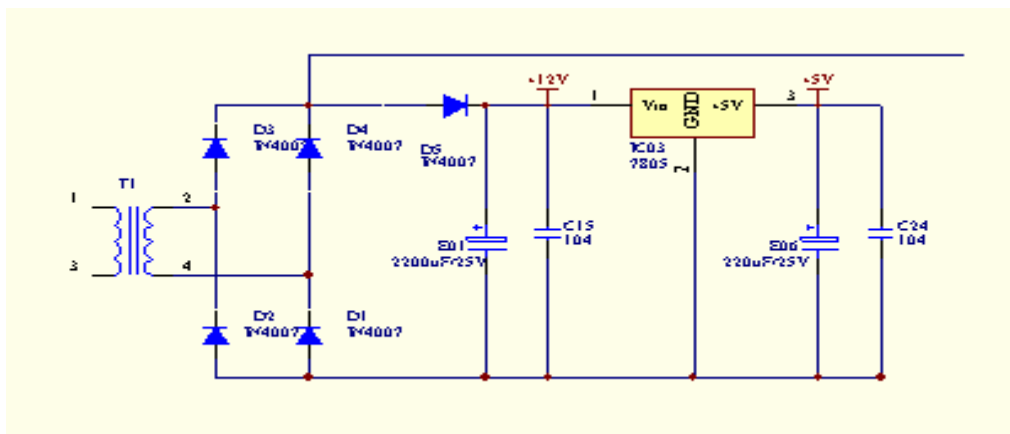 +12V
+5V
1
Vin
GND
+5V
3
D3
1N4007
D4
1N4007
D5
1N4007
IC03
7805
2
T1
1
2
3
4
E01
2200uF/25V
C15
104
E06
220uF/25V
C24
104
D2
1N4007
D1
1N4007